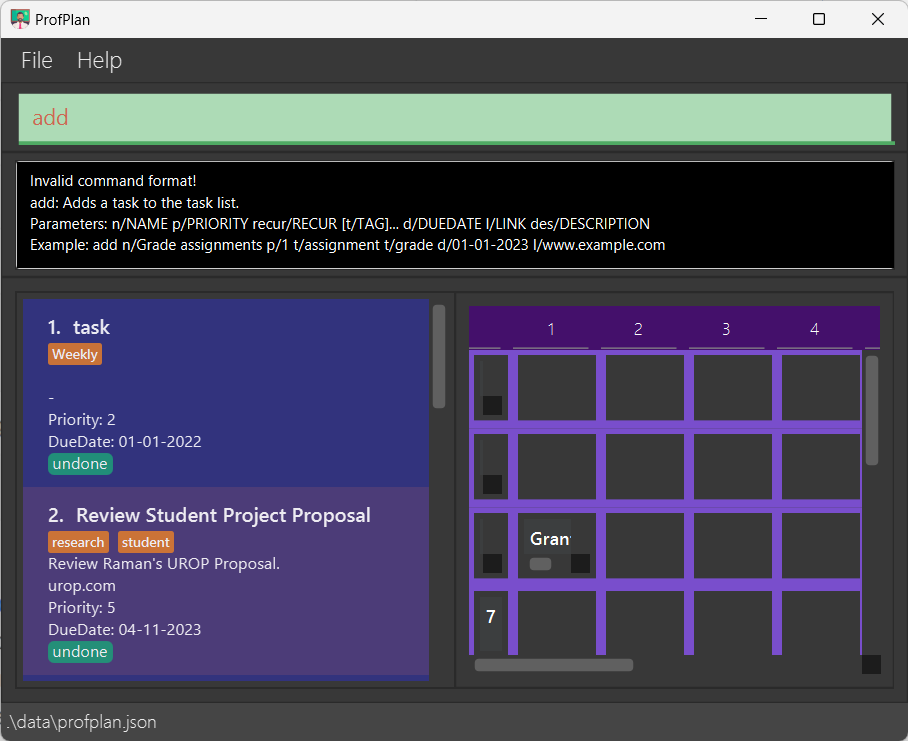 ProfPlan
File Help
add
Invalid command format!
add: Adds a task to the task list.
Parameters: n/NAME p/PRIORITY recur/RECUR [t/TAG]... d/DUEDATE l/LINK des/DESCRIPTION
Example: add n/Grade assignments p/1 t/assignment t/grade d/01-01-2023 l/www.example.com
1. task
Weekly
-
Priority: 2
DueDate: 01-01-2022
undone
2. Review Student Project Proposal
research student
Review Raman's UROP Proposal.
urop.com
Priority: 5
DueDate: 04-11-2023
undone
1 2 3 4
Gran
7
.\data\profplan.json